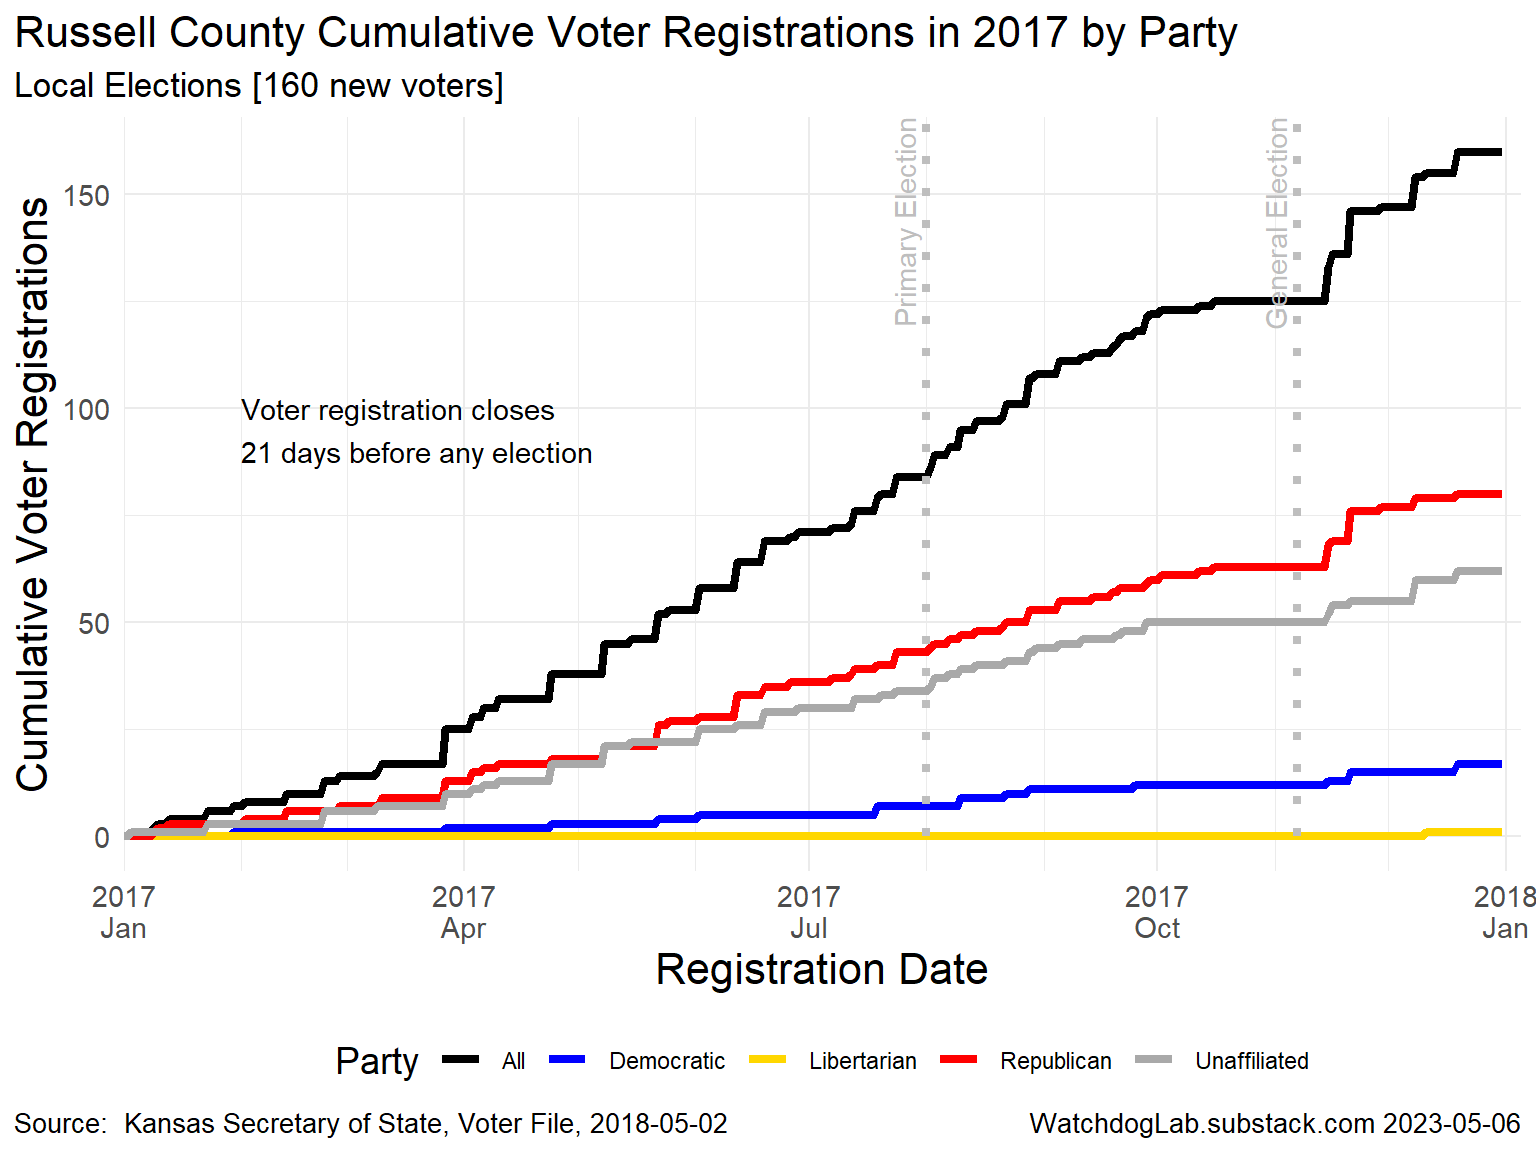 Russell County Cumulative Voter Registrations in 2017 by Party
Local Elections [160 new voters]
Cumulative Voter Registrations
150
100
50
0
Primary Election
General Election
Voter registration closes
21 days before any election
2017
Jan
2017
Apr
2017
Jul
2017
Oct
2018
Jan
Registration Date
Party All Democratic Libertarian Republican Unaffiliated
Source:  Kansas Secretary of State, Voter File, 2018-05-02
WatchdogLab.substack.com 2023-05-06